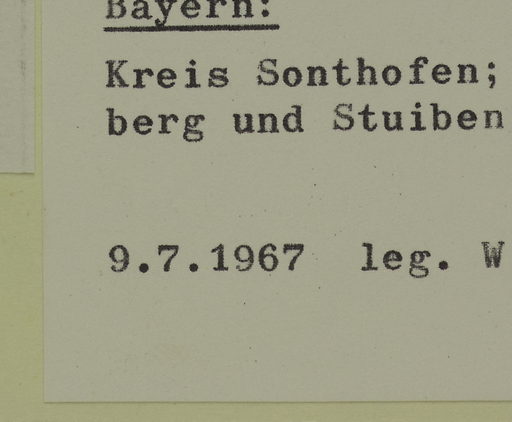 Bayern:
Kreis Sonthofen;
berg und Stuiben
9.7.1967 leg. W